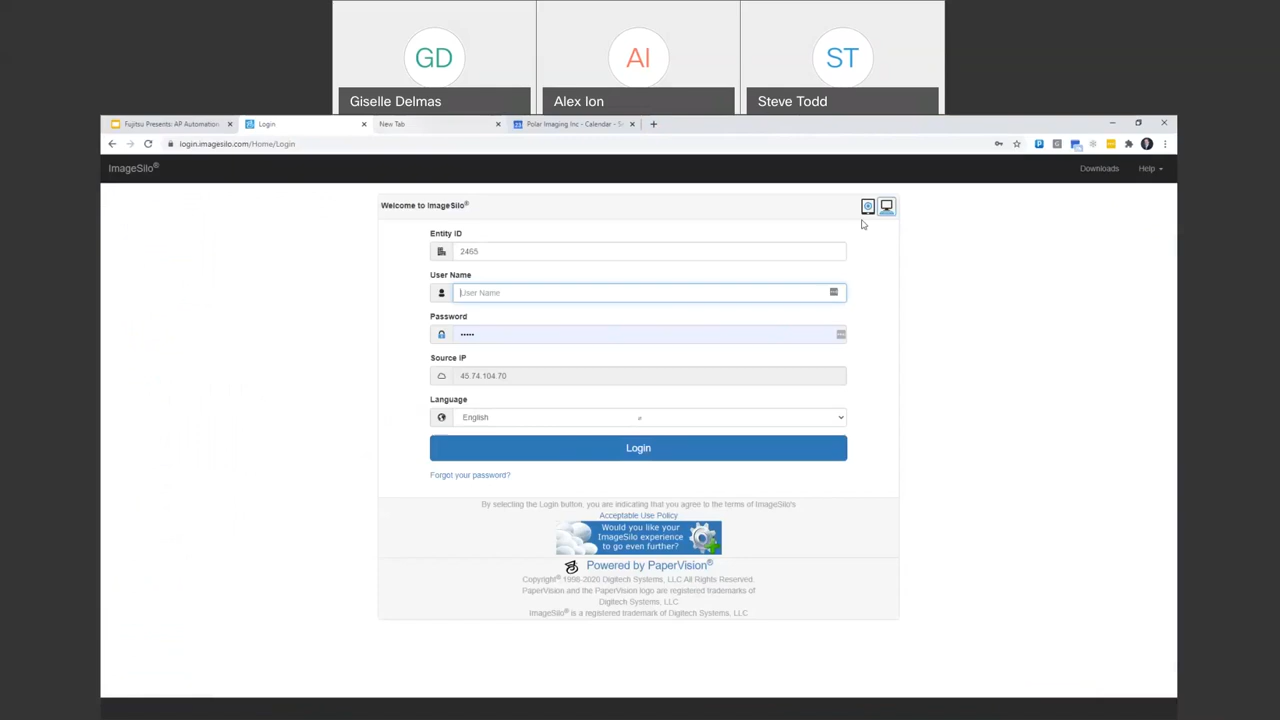 GD
AI
ST
Giselle Delmas
Alex Ion
Steve Todd
Fujitsu Presents: AP Automation
Login
New Tab
Polar Imaging Inc - Calendar - S
login.imagesilo.com/Home/Login
ImageSilo®
Downloads
Help
Welcome to ImageSilo®
Entity ID
2465
User Name
User Name
Password
•••••
Source IP
45.74.104.70
Language
English
Login
Forgot your password?
By selecting the Login button, you are indicating that you agree to the terms of ImageSilo's
Acceptable Use Policy
Would you like your
ImageSilo experience
to go even further?
Powered by PaperVision®
Copyright® 1998-2020 Digitech Systems, LLC All Rights Reserved.
PaperVision and the PaperVision logo are registered trademarks of
Digitech Systems, LLC
ImageSilo® is a registered trademark of Digitech Systems, LLC